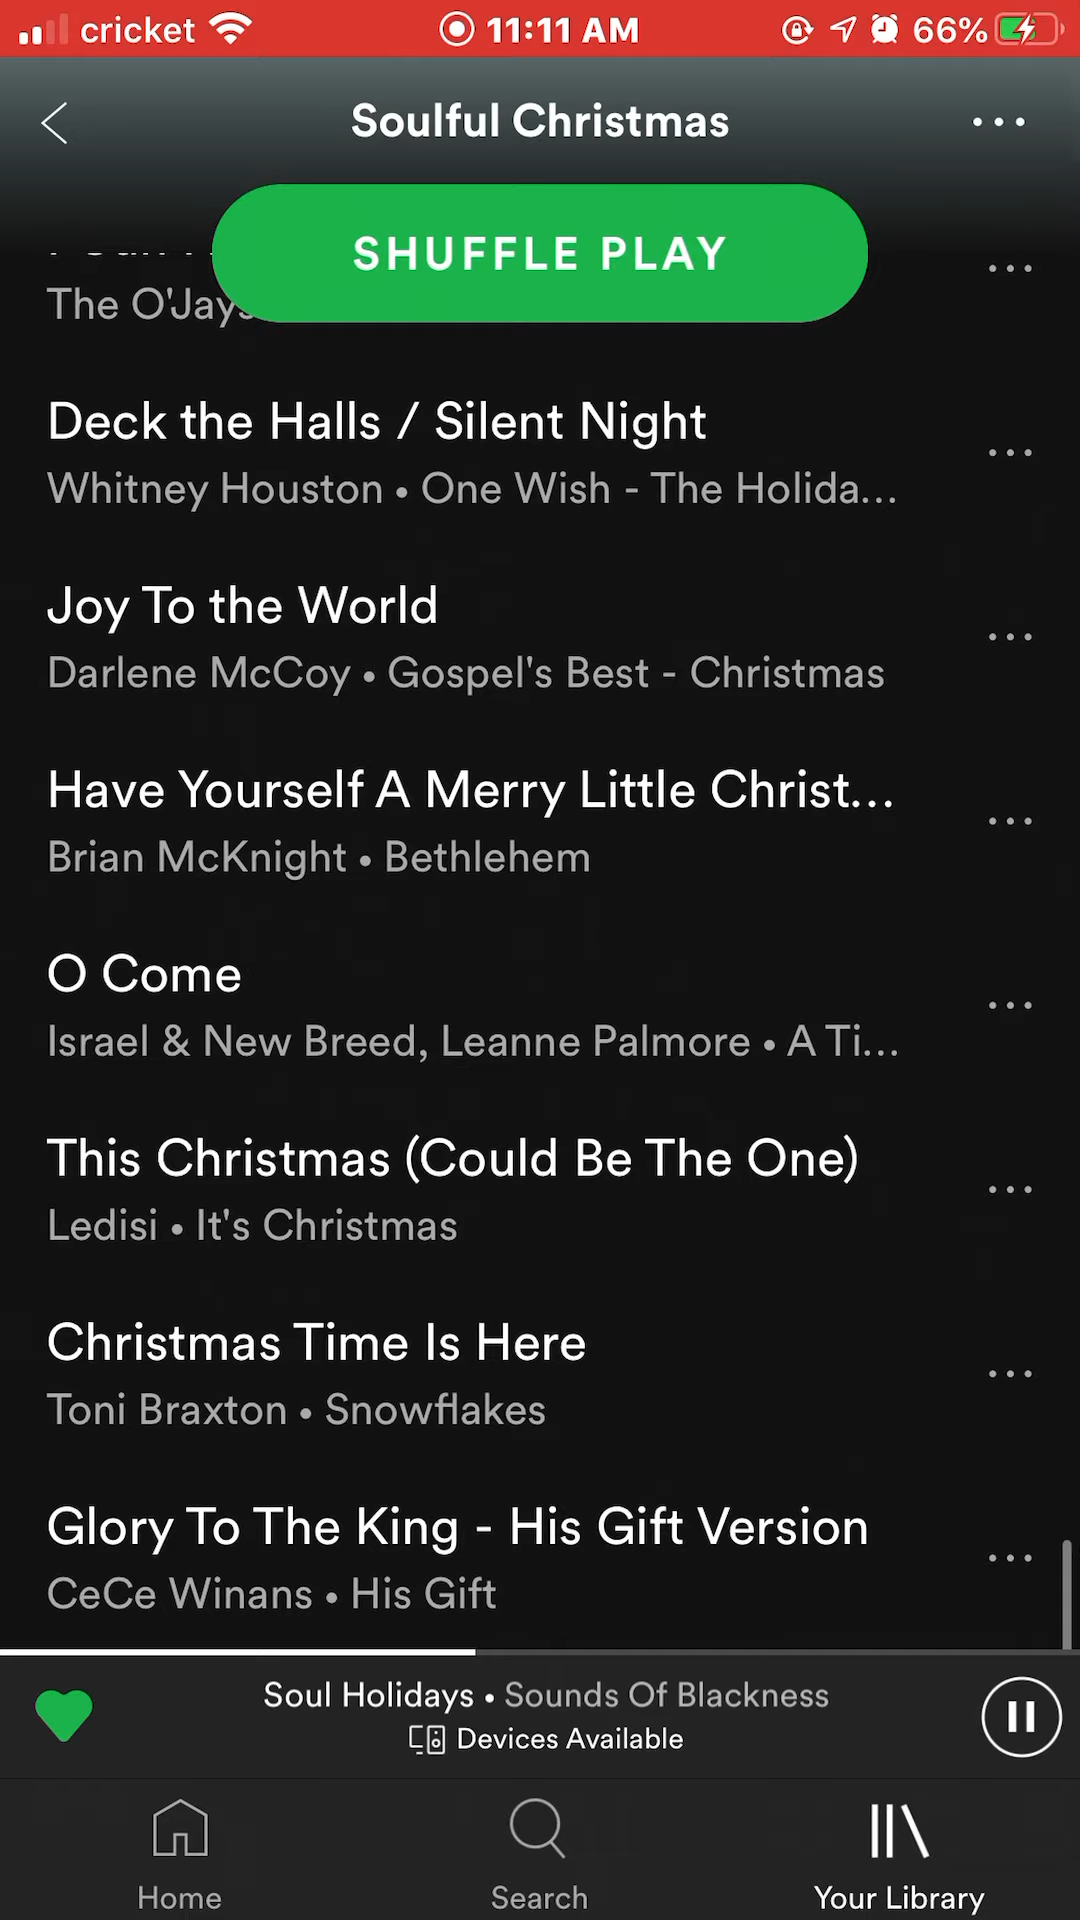 cricket 11:11 AM 66%
Soulful Christmas
SHUFFLE PLAY
The O'Jays
Deck the Halls / Silent Night
Whitney Houston • One Wish - The Holida...
Joy To the World
Darlene McCoy • Gospel's Best - Christmas
Have Yourself A Merry Little Christ...
Brian McKnight • Bethlehem
O Come
Israel & New Breed, Leanne Palmore • A Ti...
This Christmas (Could Be The One)
Ledisi • It's Christmas
Christmas Time Is Here
Toni Braxton • Snowflakes
Glory To The King - His Gift Version
CeCe Winans • His Gift
Soul Holidays • Sounds Of Blackness
Devices Available
Home Search Your Library